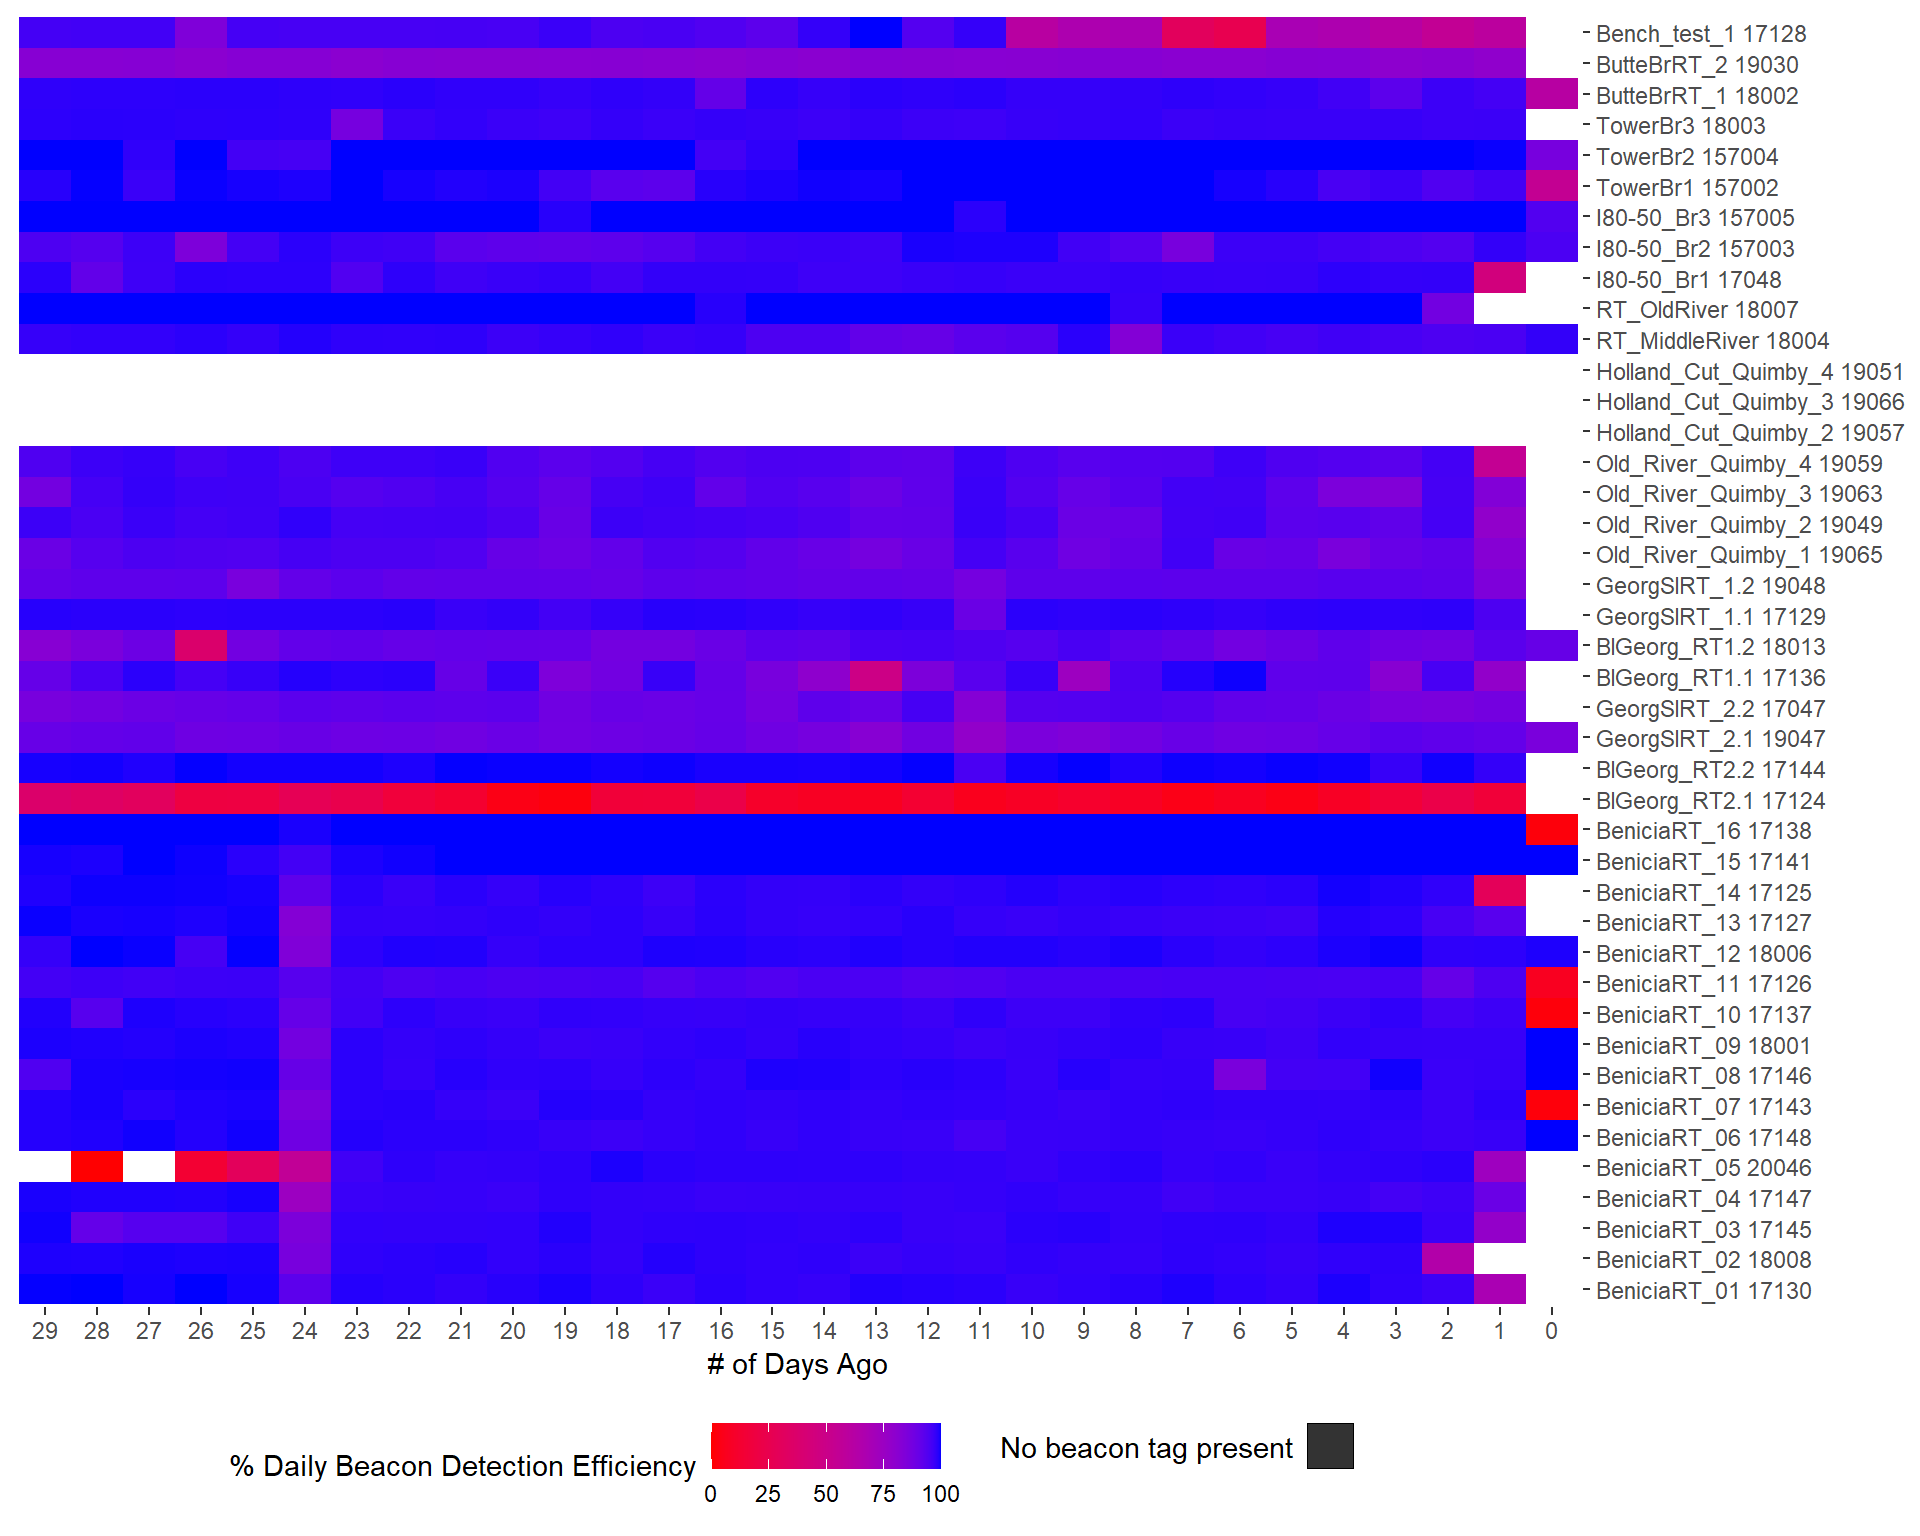 Bench_test_1 17128
ButteBrRT_2 19030
ButteBrRT_1 18002
TowerBr3 18003
TowerBr2 157004
TowerBr1 157002
I80-50_Br3 157005
I80-50_Br2 157003
I80-50_Br1 17048
RT_OldRiver 18007
RT_MiddleRiver 18004
Holland_Cut_Quimby_4 19051
Holland_Cut_Quimby_3 19066
Holland_Cut_Quimby_2 19057
Old_River_Quimby_4 19059
Old_River_Quimby_3 19063
Old_River_Quimby_2 19049
Old_River_Quimby_1 19065
GeorgSlRT_1.2 19048
GeorgSlRT_1.1 17129
BlGeorg_RT1.2 18013
BlGeorg_RT1.1 17136
GeorgSlRT_2.2 17047
GeorgSlRT_2.1 19047
BlGeorg_RT2.2 17144
BlGeorg_RT2.1 17124
BeniciaRT_16 17138
BeniciaRT_15 17141
BeniciaRT_14 17125
BeniciaRT_13 17127
BeniciaRT_12 18006
BeniciaRT_11 17126
BeniciaRT_10 17137
BeniciaRT_09 18001
BeniciaRT_08 17146
BeniciaRT_07 17143
BeniciaRT_06 17148
BeniciaRT_05 20046
BeniciaRT_04 17147
BeniciaRT_03 17145
BeniciaRT_02 18008
BeniciaRT_01 17130
29 28 27 26 25 24 23 22 21 20 19 18 17 16 15 14 13 12 11 10 9 8 7 6 5 4 3 2 1 0
# of Days Ago
% Daily Beacon Detection Efficiency
0 25 50 75 100
No beacon tag present